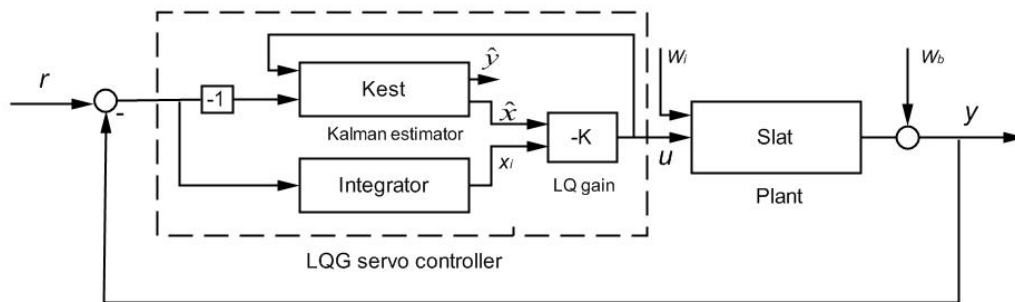 r
-
-1
Kest
Kalman estimator
ŷ
x̂
Integrator
xᵢ
-K
LQ gain
u
wᵢ
Slat
Plant
w_b
y
LQG servo controller